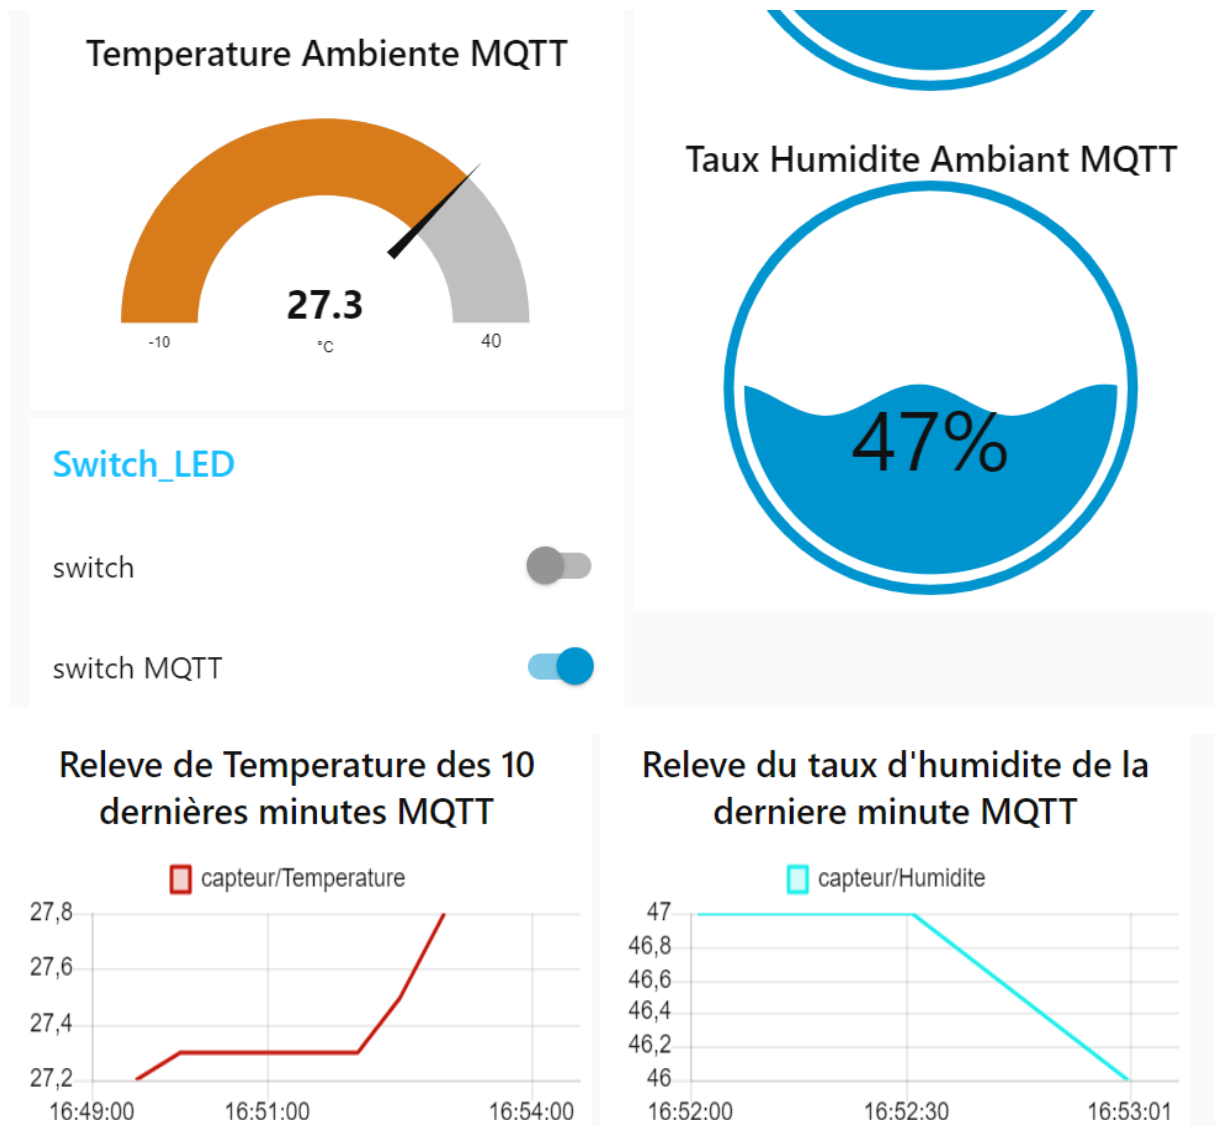 Temperature Ambiente MQTT
27.3
-10
°C
40
Taux Humidite Ambiant MQTT
47%
Switch_LED
switch
switch MQTT
Releve de Temperature des 10
dernières minutes MQTT
capteur/Temperature
27,8
27,6
27,4
27,2
16:49:00
16:51:00
16:54:00
Releve du taux d'humidite de la
derniere minute MQTT
capteur/Humidite
47
46,8
46,6
46,4
46,2
46
16:52:00
16:52:30
16:53:01